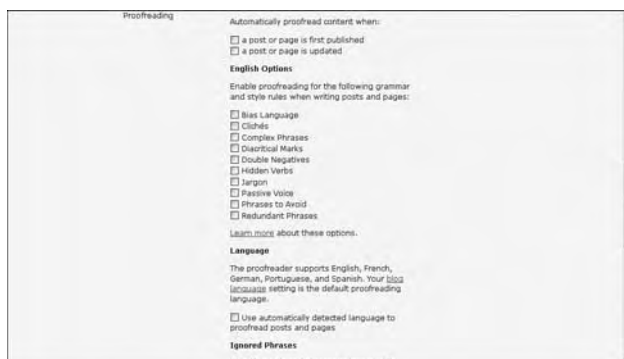 Proofreading
Automatically proofread content when:
a post or page is first published
a post or page is updated
English Options
Enable proofreading for the following grammar
and style rules when writing posts and pages:
Bias Language
Clichés
Complex Phrases
Diacritical Marks
Double Negatives
Hidden Verbs
Jargon
Passive Voice
Phrases to Avoid
Redundant Phrases
Learn more about these options.
Language
The proofreader supports English, French,
German, Portuguese, and Spanish. Your blog
language setting is the default proofreading
language.
Use automatically detected language to
proofread posts and pages
Ignored Phrases